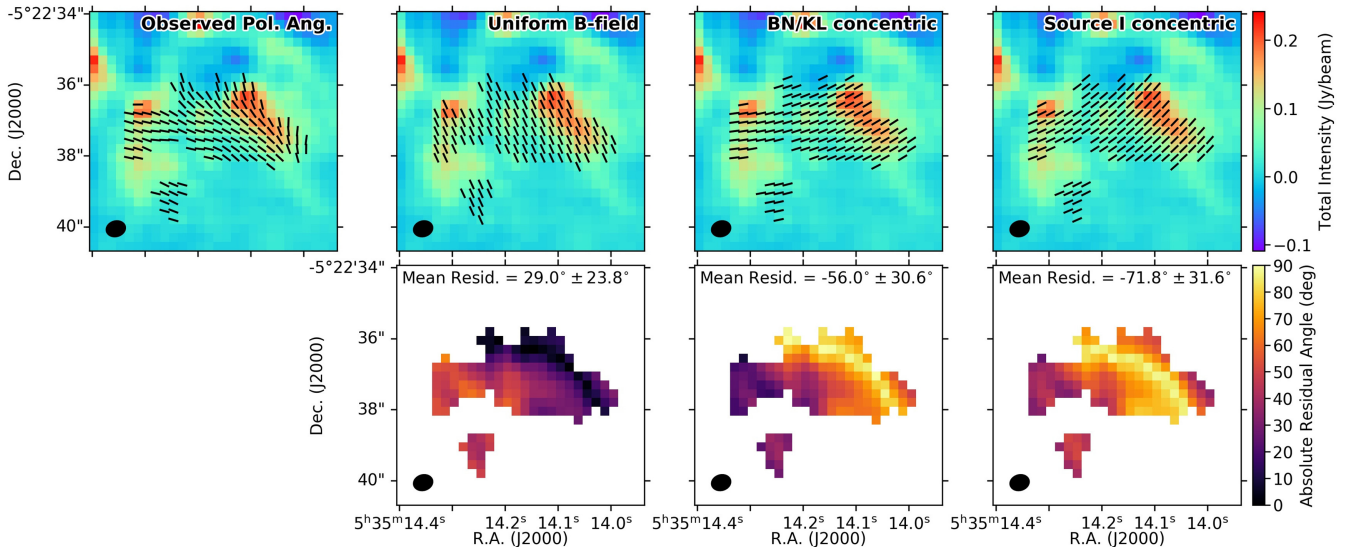 Observed Pol. Ang.
Uniform B-field
BN/KL concentric
Source I concentric
-5°22'34"
36"
38"
40"
Dec. (J2000)
0.2
0.1
0.0
−0.1
Total Intensity (Jy/beam)
Mean Resid. = 29.0° ±23.8°
Mean Resid. = -56.0° ±30.6°
Mean Resid. = -71.8° ±31.6°
-5°22'34"
36"
38"
40"
Dec. (J2000)
90
80
70
60
50
40
30
20
10
0
Absolute Residual Angle (deg)
5ʰ35ᵐ14.4ˢ 14.2ˢ 14.1ˢ 14.0ˢ
5ʰ35ᵐ14.4ˢ 14.2ˢ 14.1ˢ 14.0ˢ
5ʰ35ᵐ14.4ˢ 14.2ˢ 14.1ˢ 14.0ˢ
R.A. (J2000)
R.A. (J2000)
R.A. (J2000)